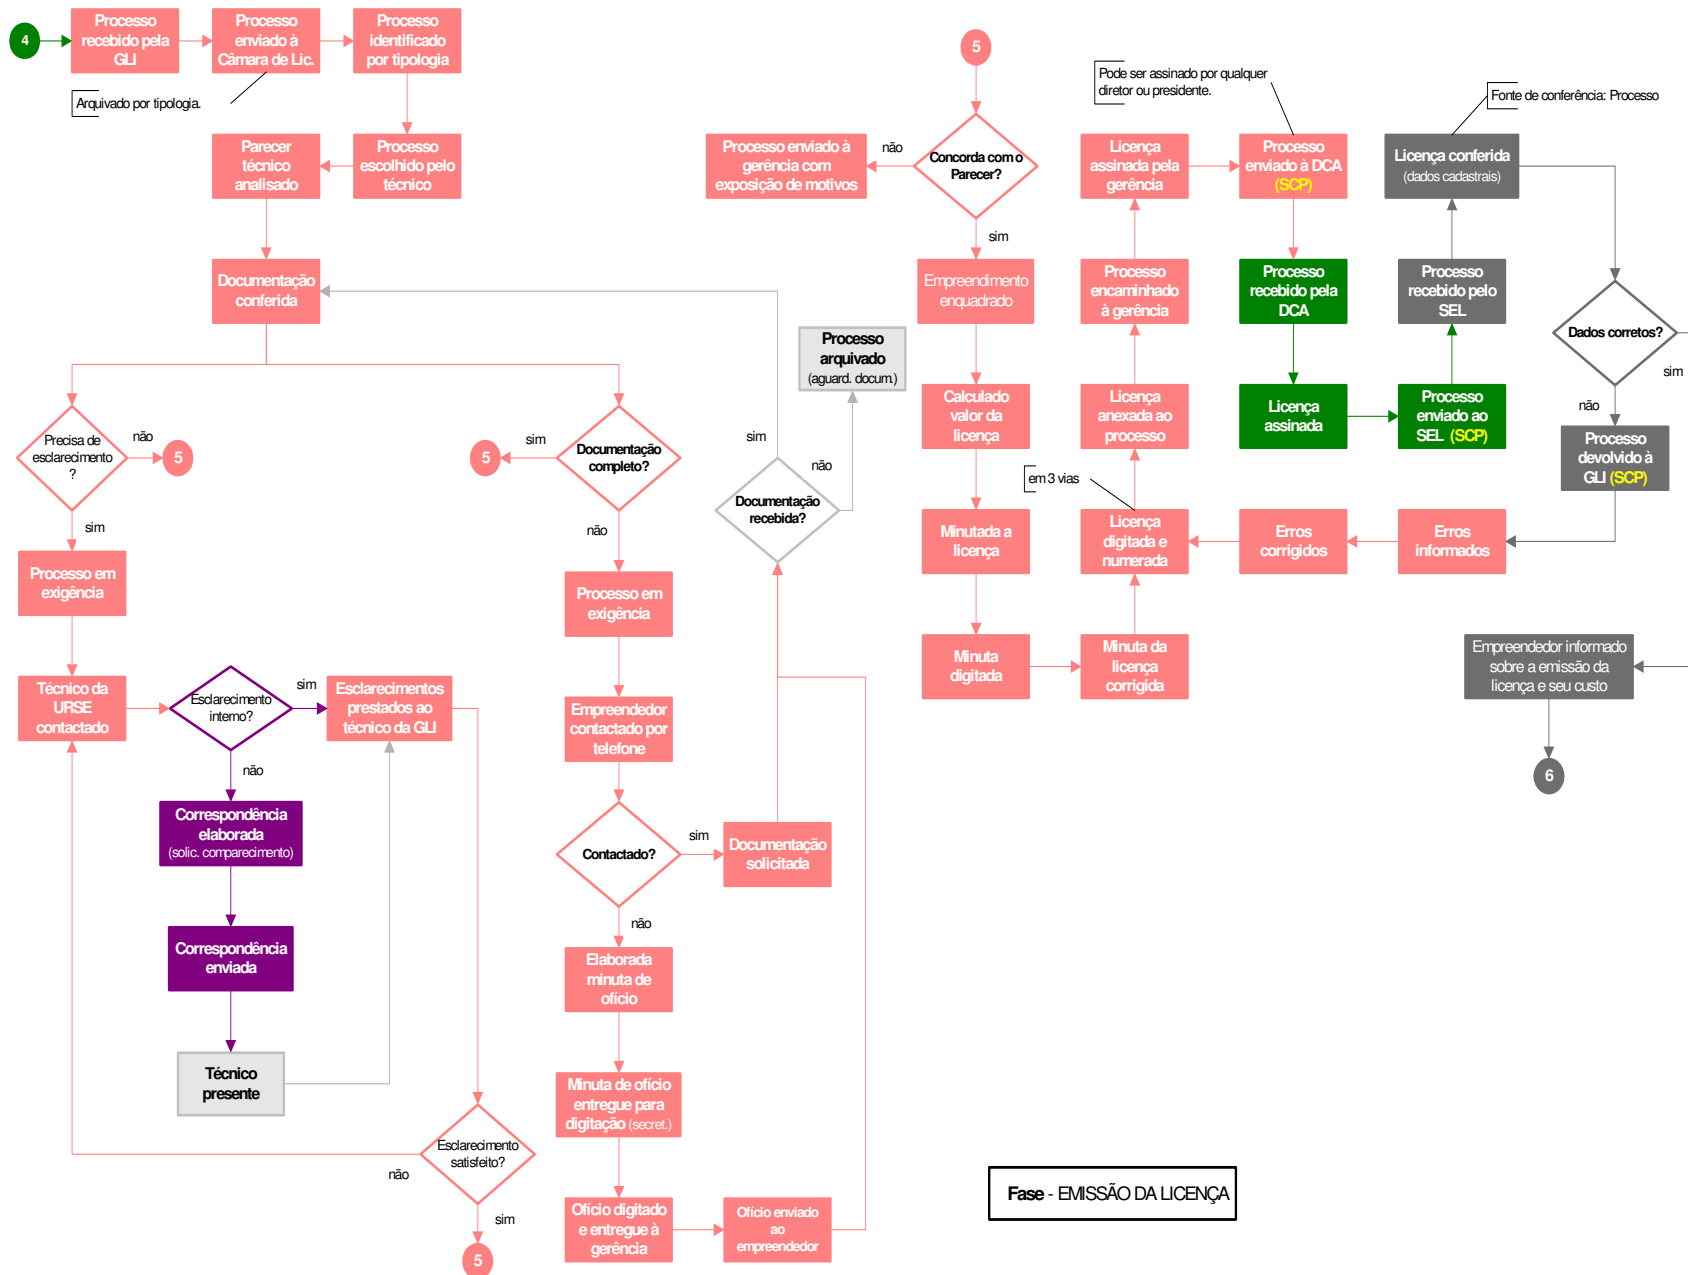 4
Processo
recebido pela
GLI
Processo
enviado à
Câmara de Lic.
Processo
identificado
por tipologia
Arquivado por tipologia.
Parecer
técnico
analisado
Processo
escolhido pelo
técnico
Documentação
conferida
Precisa de
esclarecimento
?
não
5
sim
Processo em
exigência
Técnico da
URSE
contactado
Esclarecimento
interno?
sim
Esclarecimentos
prestados ao
técnico da GLI
não
Correspondência
elaborada
(solic. comparecimento)
Correspondência
enviada
Técnico
presente
Esclarecimento
satisfeito?
não
sim
5
sim
5
Documentação
completo?
não
Processo em
exigência
Empreendedor
contactado por
telefone
Contactado?
sim
Documentação
solicitada
não
Elaborada
minuta de
ofício
Minuta de ofício
entregue para
digitação (secret.)
Ofício digitado
e entregue à
gerência
Ofício enviado
ao
empreendedor
Documentação
recebida?
sim
não
Processo
arquivado
(aguard. docum.)
5
Concorda com o
Parecer?
não
Processo enviado à
gerência com
exposição de motivos
sim
Empreendimento
enquadrado
Calculado
valor da
licença
Minutada a
licença
Minuta
digitada
Minuta da
licença
corrigida
Licença
digitada e
numerada
em 3 vias
Licença
anexada ao
processo
Processo
encaminhado
à gerência
Licença
assinada pela
gerência
Pode ser assinado por qualquer
diretor ou presidente.
Processo
enviado à DCA
(SCP)
Processo
recebido pela
DCA
Licença
assinada
Processo
enviado ao
SEL (SCP)
Processo
recebido pelo
SEL
Licença conferida
(dados cadastrais)
Fonte de conferência: Processo
Dados corretos?
sim
não
Processo
devolvido à
GLI (SCP)
Erros
informados
Erros
corrigidos
Empreendedor informado
sobre a emissão da
licença e seu custo
6
Fase - EMISSÃO DA LICENÇA